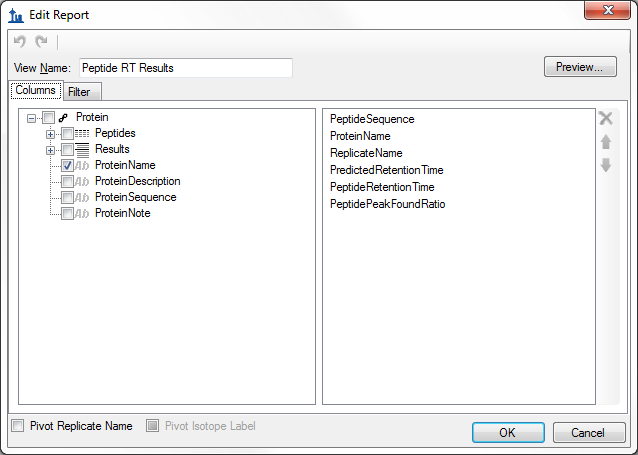 Edit Report
View Name: Peptide RT Results
Preview...
Columns Filter
Protein
Peptides
Results
Ab ProteinName
Ab ProteinDescription
Ab ProteinSequence
Ab ProteinNote
PeptideSequence
ProteinName
ReplicateName
PredictedRetentionTime
PeptideRetentionTime
PeptidePeakFoundRatio
Pivot Replicate Name Pivot Isotope Label
OK Cancel